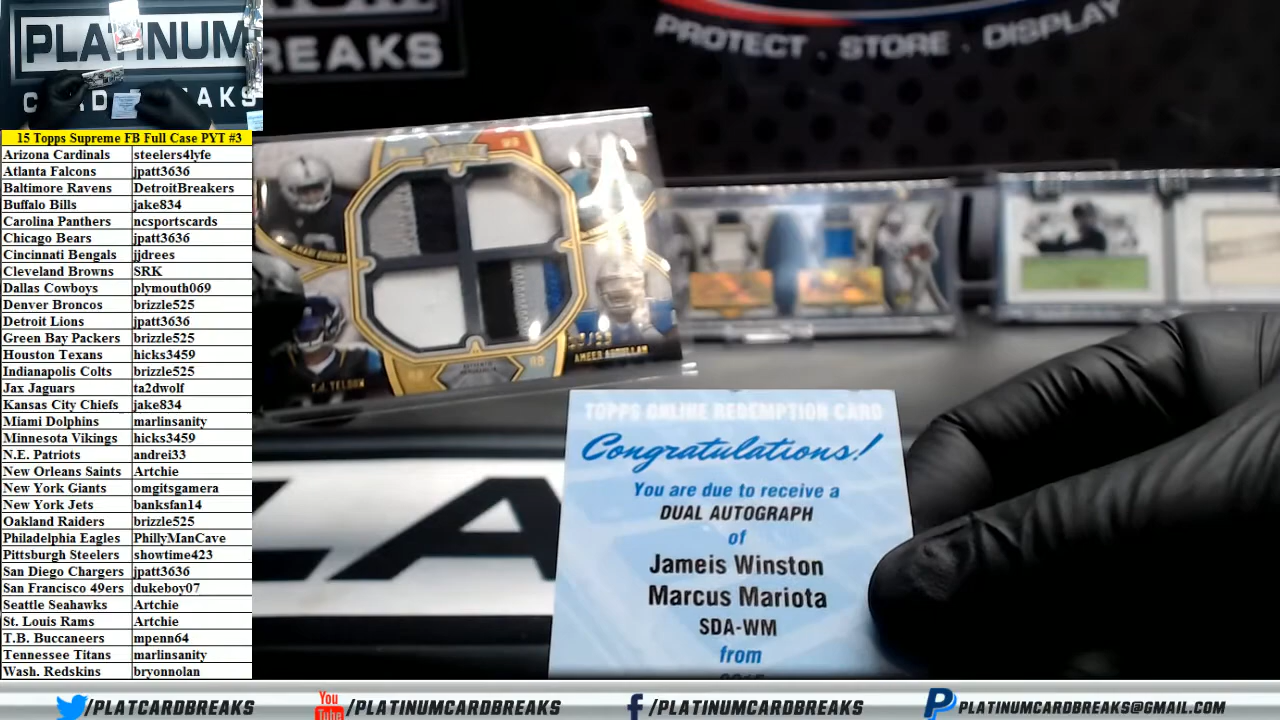 PLATINUM
CARD BREAKS
15 Topps Supreme FB Full Case PYT #3
Arizona Cardinals steelers4lyfe
Atlanta Falcons jpatt3636
Baltimore Ravens DetroitBreakers
Buffalo Bills jake834
Carolina Panthers ncsportscards
Chicago Bears jpatt3636
Cincinnati Bengals jjdrees
Cleveland Browns SRK
Dallas Cowboys plymouth069
Denver Broncos brizzle525
Detroit Lions jpatt3636
Green Bay Packers brizzle525
Houston Texans hicks3459
Indianapolis Colts brizzle525
Jax Jaguars ta2dwolf
Kansas City Chiefs jake834
Miami Dolphins marlinsanity
Minnesota Vikings hicks3459
N.E. Patriots andrei33
New Orleans Saints Artchie
New York Giants omgitsgamera
New York Jets banksfan14
Oakland Raiders brizzle525
Philadelphia Eagles PhillyManCave
Pittsburgh Steelers showtime423
San Diego Chargers jpatt3636
San Francisco 49ers dukeboy07
Seattle Seahawks Artchie
St. Louis Rams Artchie
T.B. Buccaneers mpenn64
Tennessee Titans marlinsanity
Wash. Redskins bryonnolan
REAKS
PROTECT . STORE . DISPLAY
T.J. YELDON
AMEER ABDULLAH
TOPPS ONLINE REDEMPTION CARD
Congratulations!
You are due to receive a
DUAL AUTOGRAPH
of
Jameis Winston
Marcus Mariota
SDA-WM
from
/PLATCARDBREAKS
You Tube /PLATINUMCARDBREAKS
/PLATINUMCARDBREAKS
PLATINUMCARDBREAKS@GMAIL.COM